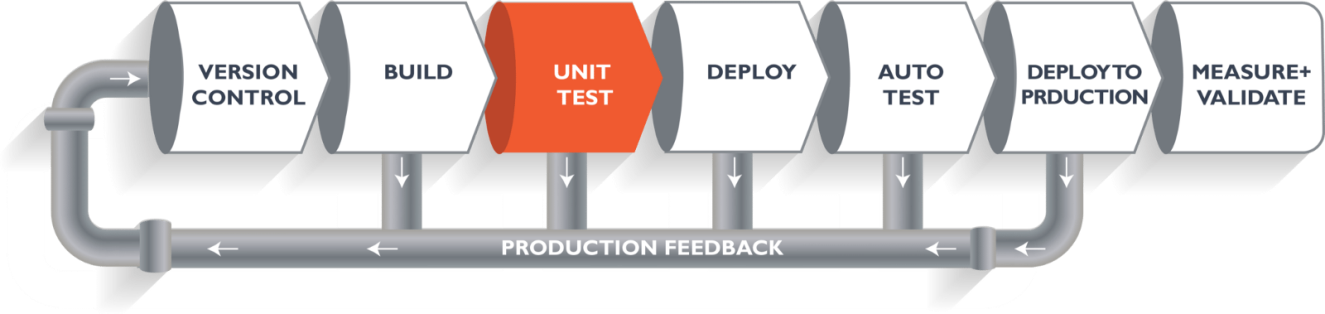 VERSION
CONTROL
BUILD
UNIT
TEST
DEPLOY
AUTO
TEST
DEPLOY TO
PRDUCTION
MEASURE+
VALIDATE
PRODUCTION FEEDBACK